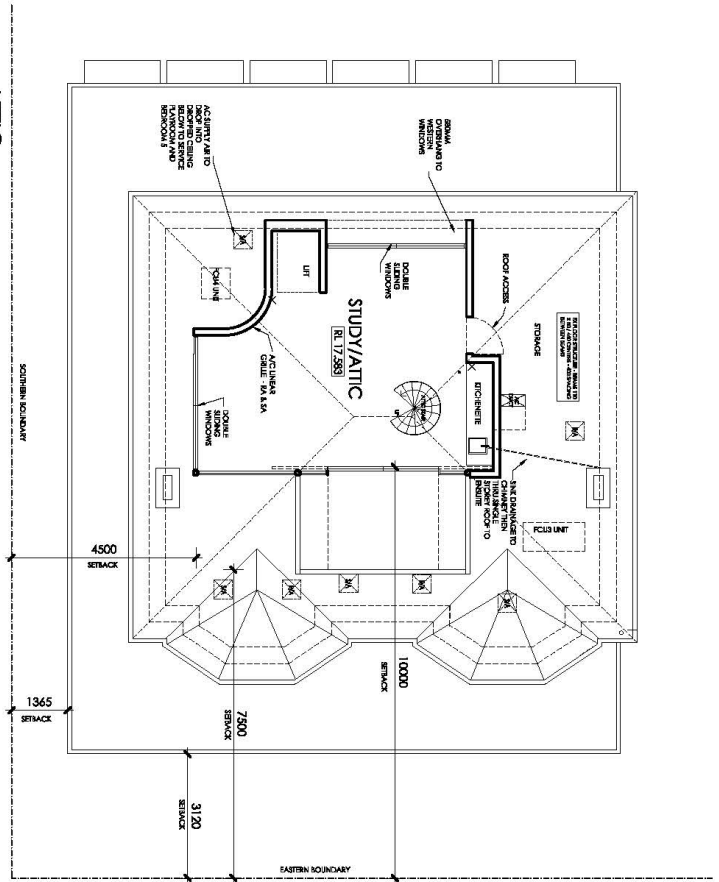 AC SUPPLY AIR TO
DROP INTO
DROPPED CEILING
BELOW TO SERVICE
PLAYROOM AND
BEDROOM 5
OVERHANG TO
WESTERN
WINDOWS
LIFT
DOUBLE
SLIDING
WINDOWS
ROOF ACCESS
STORAGE
FCU4 UNIT
STUDY/ATTIC
RL 17.583
A/C LINEAR
GRILLE - RA & SA
KITCHENETTE
UP
DOUBLE
SLIDING
WINDOWS
SINK DRAINAGE TO
CHIMNEY THEN
THRU SINGLE
STOREY ROOF TO
ENSUITE
FCU3 UNIT
SOUTHERN BOUNDARY
4500
SETBACK
10000
SETBACK
1365
SETBACK
7500
SETBACK
3120
SETBACK
EASTERN BOUNDARY